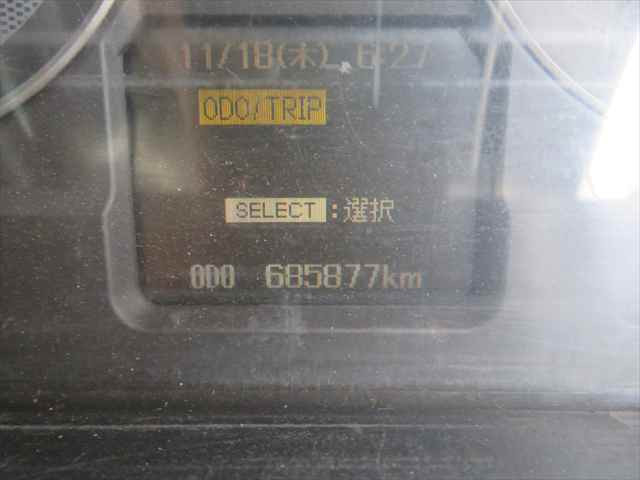 11/18(木) 6:27
ODO/TRIP
SELECT:選択
ODO 685877km